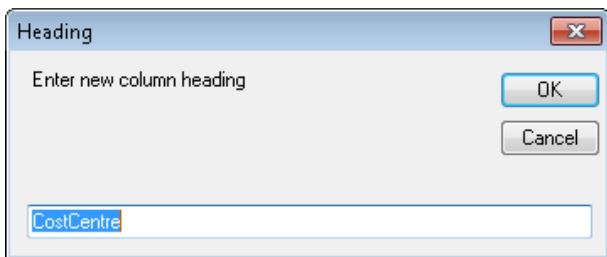 Heading
Enter new column heading
OK
Cancel
CostCentre